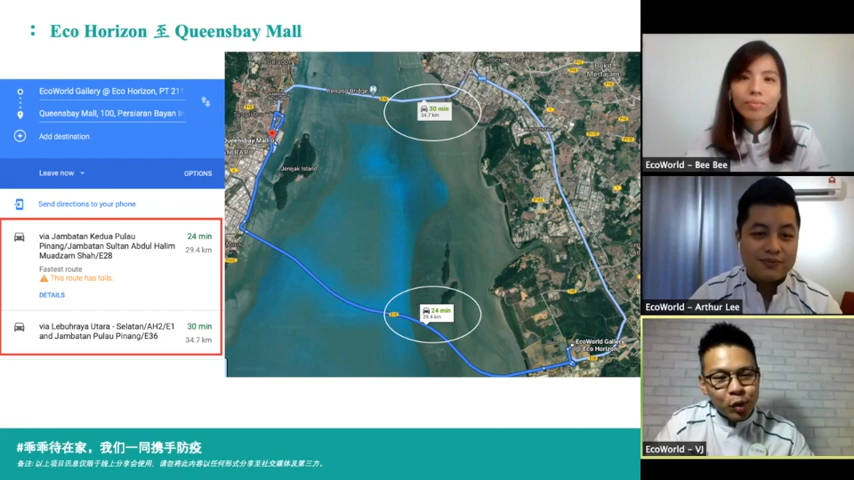 : Eco Horizon 至 Queensbay Mall
EcoWorld Gallery @ Eco Horizon, PT 211
Queensbay Mall, 100, Persiaran Bayan In
Add destination
Leave now
OPTIONS
Send directions to your phone
via Jambatan Kedua Pulau
Pinang/Jambatan Sultan Abdul Halim
Muadzam Shah/E28
24 min
29.4 km
Fastest route
This route has tolls.
DETAILS
via Lebuhraya Utara - Selatan/AH2/E1
and Jambatan Pulau Pinang/E36
30 min
34.7 km
Penang Bridge
30 min
34.7 km
Bukit
Mertajam
Queensbay Mall
Jerejak Island
24 min
29.4 km
EcoWorld Gallery
@ Eco Horizon,
#乖乖待在家，我们一同携手防疫
备注: 以上项目讯息仅限于线上分享会使用，请勿将此内容以任何形式分享至社交媒体及第三方。
EcoWorld – Bee Bee
EcoWorld – Arthur Lee
EcoWorld – VJ